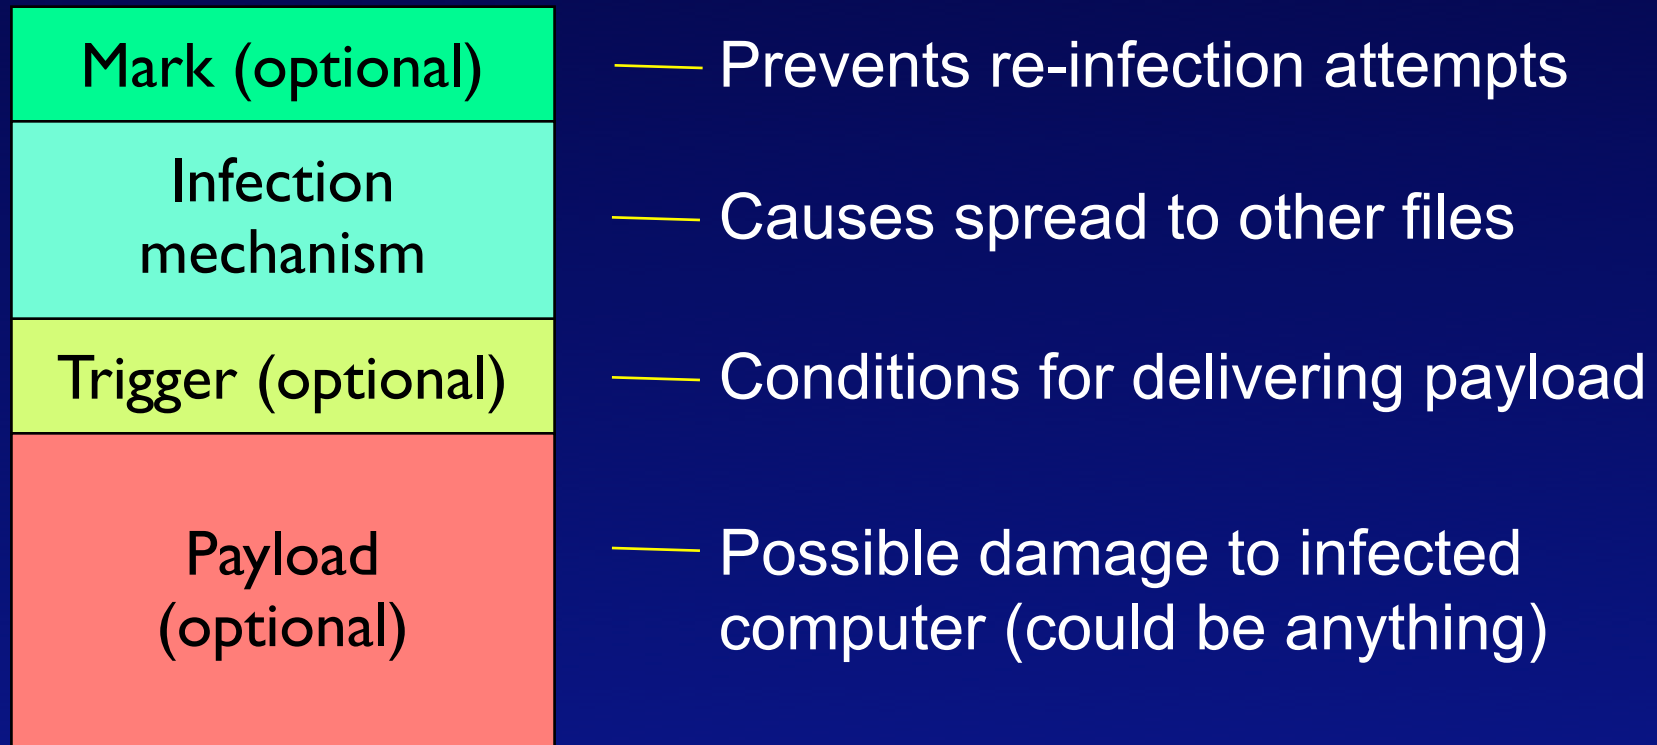 Mark (optional)
Prevents re-infection attempts
Infection
mechanism
Causes spread to other files
Trigger (optional)
Conditions for delivering payload
Payload
(optional)
Possible damage to infected
computer (could be anything)